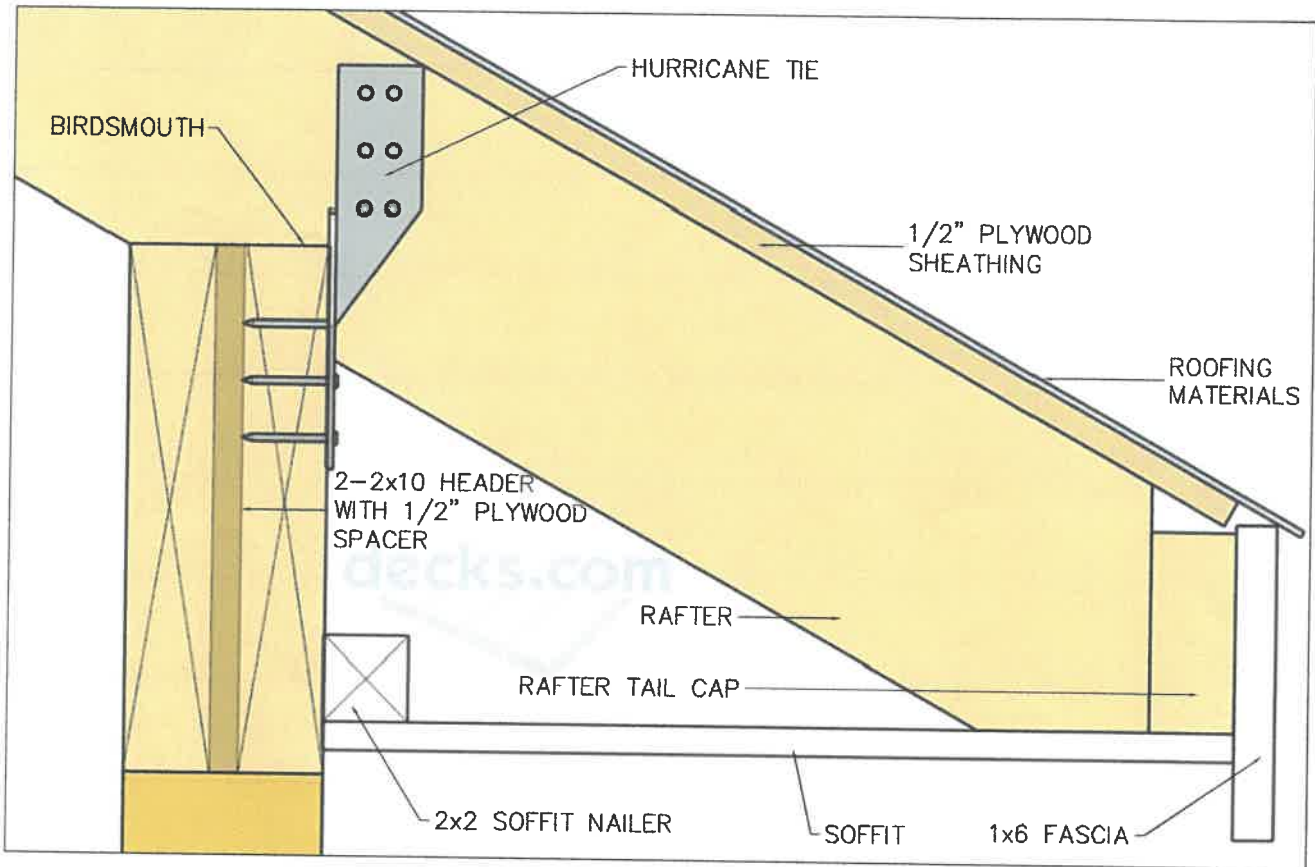 HURRICANE TIE
BIRDSMOUTH
1/2" PLYWOOD
SHEATHING
ROOFING
MATERIALS
2-2x10 HEADER
WITH 1/2" PLYWOOD
SPACER
decks.com
RAFTER
RAFTER TAIL CAP
2x2 SOFFIT NAILER
SOFFIT
1x6 FASCIA